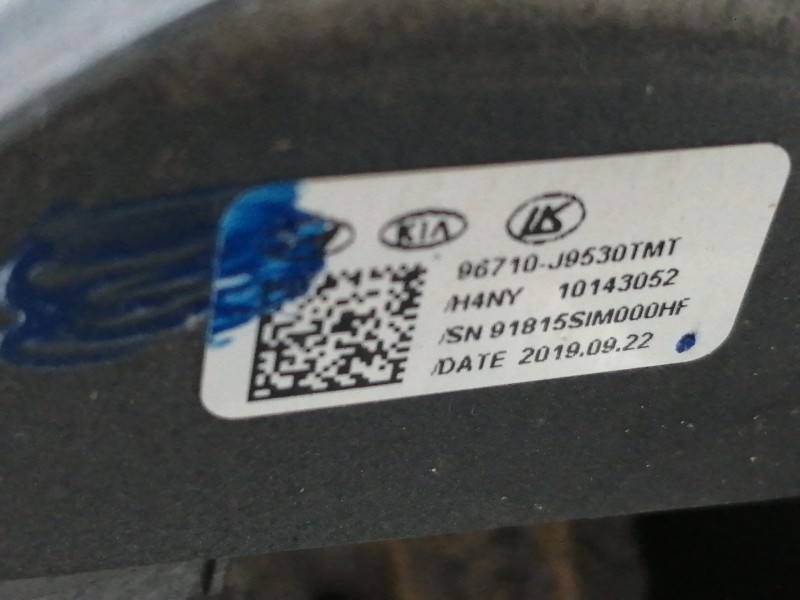 KIA
96710-J9530TMT
/H4NY 10143052
/SN 91815SIM000HF
/DATE 2019.09.22